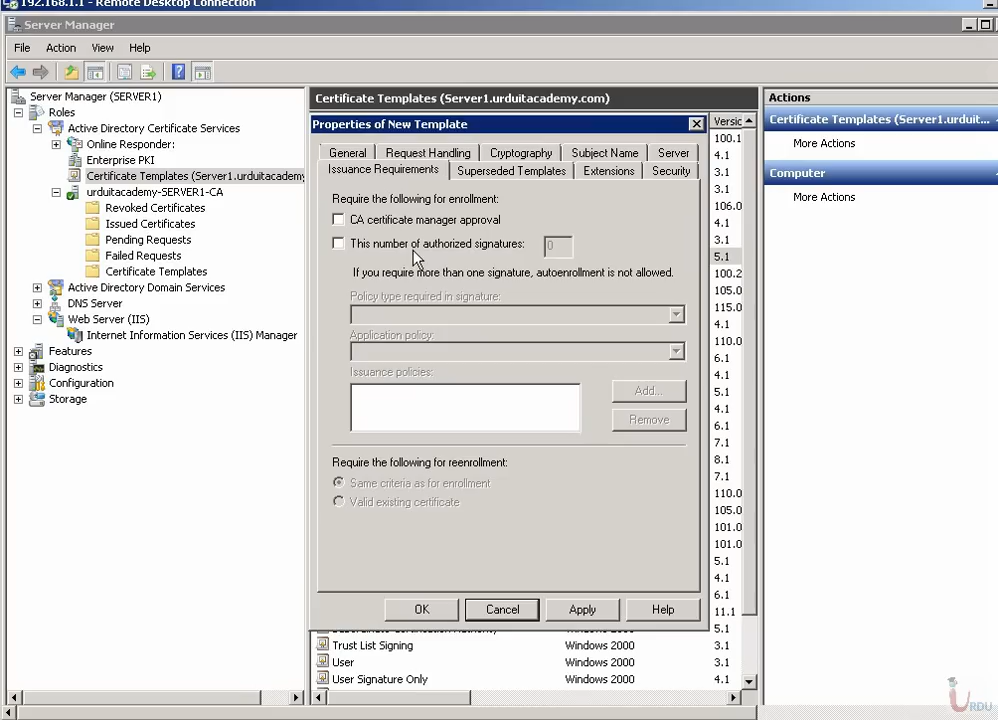 192.168.1.1 - Remote Desktop Connection
Server Manager
File Action View Help
Server Manager (SERVER1)
Roles
Active Directory Certificate Services
Online Responder:
Enterprise PKI
Certificate Templates (Server1.urduitacademy
urduitacademy-SERVER1-CA
Revoked Certificates
Issued Certificates
Pending Requests
Failed Requests
Certificate Templates
Active Directory Domain Services
DNS Server
Web Server (IIS)
Internet Information Services (IIS) Manager
Features
Diagnostics
Configuration
Storage
Certificate Templates (Server1.urduitacademy.com)
Properties of New Template
General Request Handling Cryptography Subject Name Server
Issuance Requirements Superseded Templates Extensions Security
Require the following for enrollment:
CA certificate manager approval
This number of authorized signatures: 0
If you require more than one signature, autoenrollment is not allowed.
Policy type required in signature:
Application policy:
Issuance policies:
Add...
Remove
Require the following for reenrollment:
Same criteria as for enrollment
Valid existing certificate
OK Cancel Apply Help
Versic
100.1
4.1
3.1
3.1
106.0
4.1
3.1
5.1
100.2
105.0
115.0
4.1
110.0
6.1
4.1
5.1
4.1
6.1
7.1
8.1
7.1
110.0
105.0
101.0
101.0
5.1
4.1
6.1
11.1
Subordinate Certification Authority Windows 2000 5.1
Trust List Signing Windows 2000 3.1
User Windows 2000 3.1
User Signature Only Windows 2000 4.1
Actions
Certificate Templates (Server1.urduit...
More Actions
Computer
More Actions
URDU